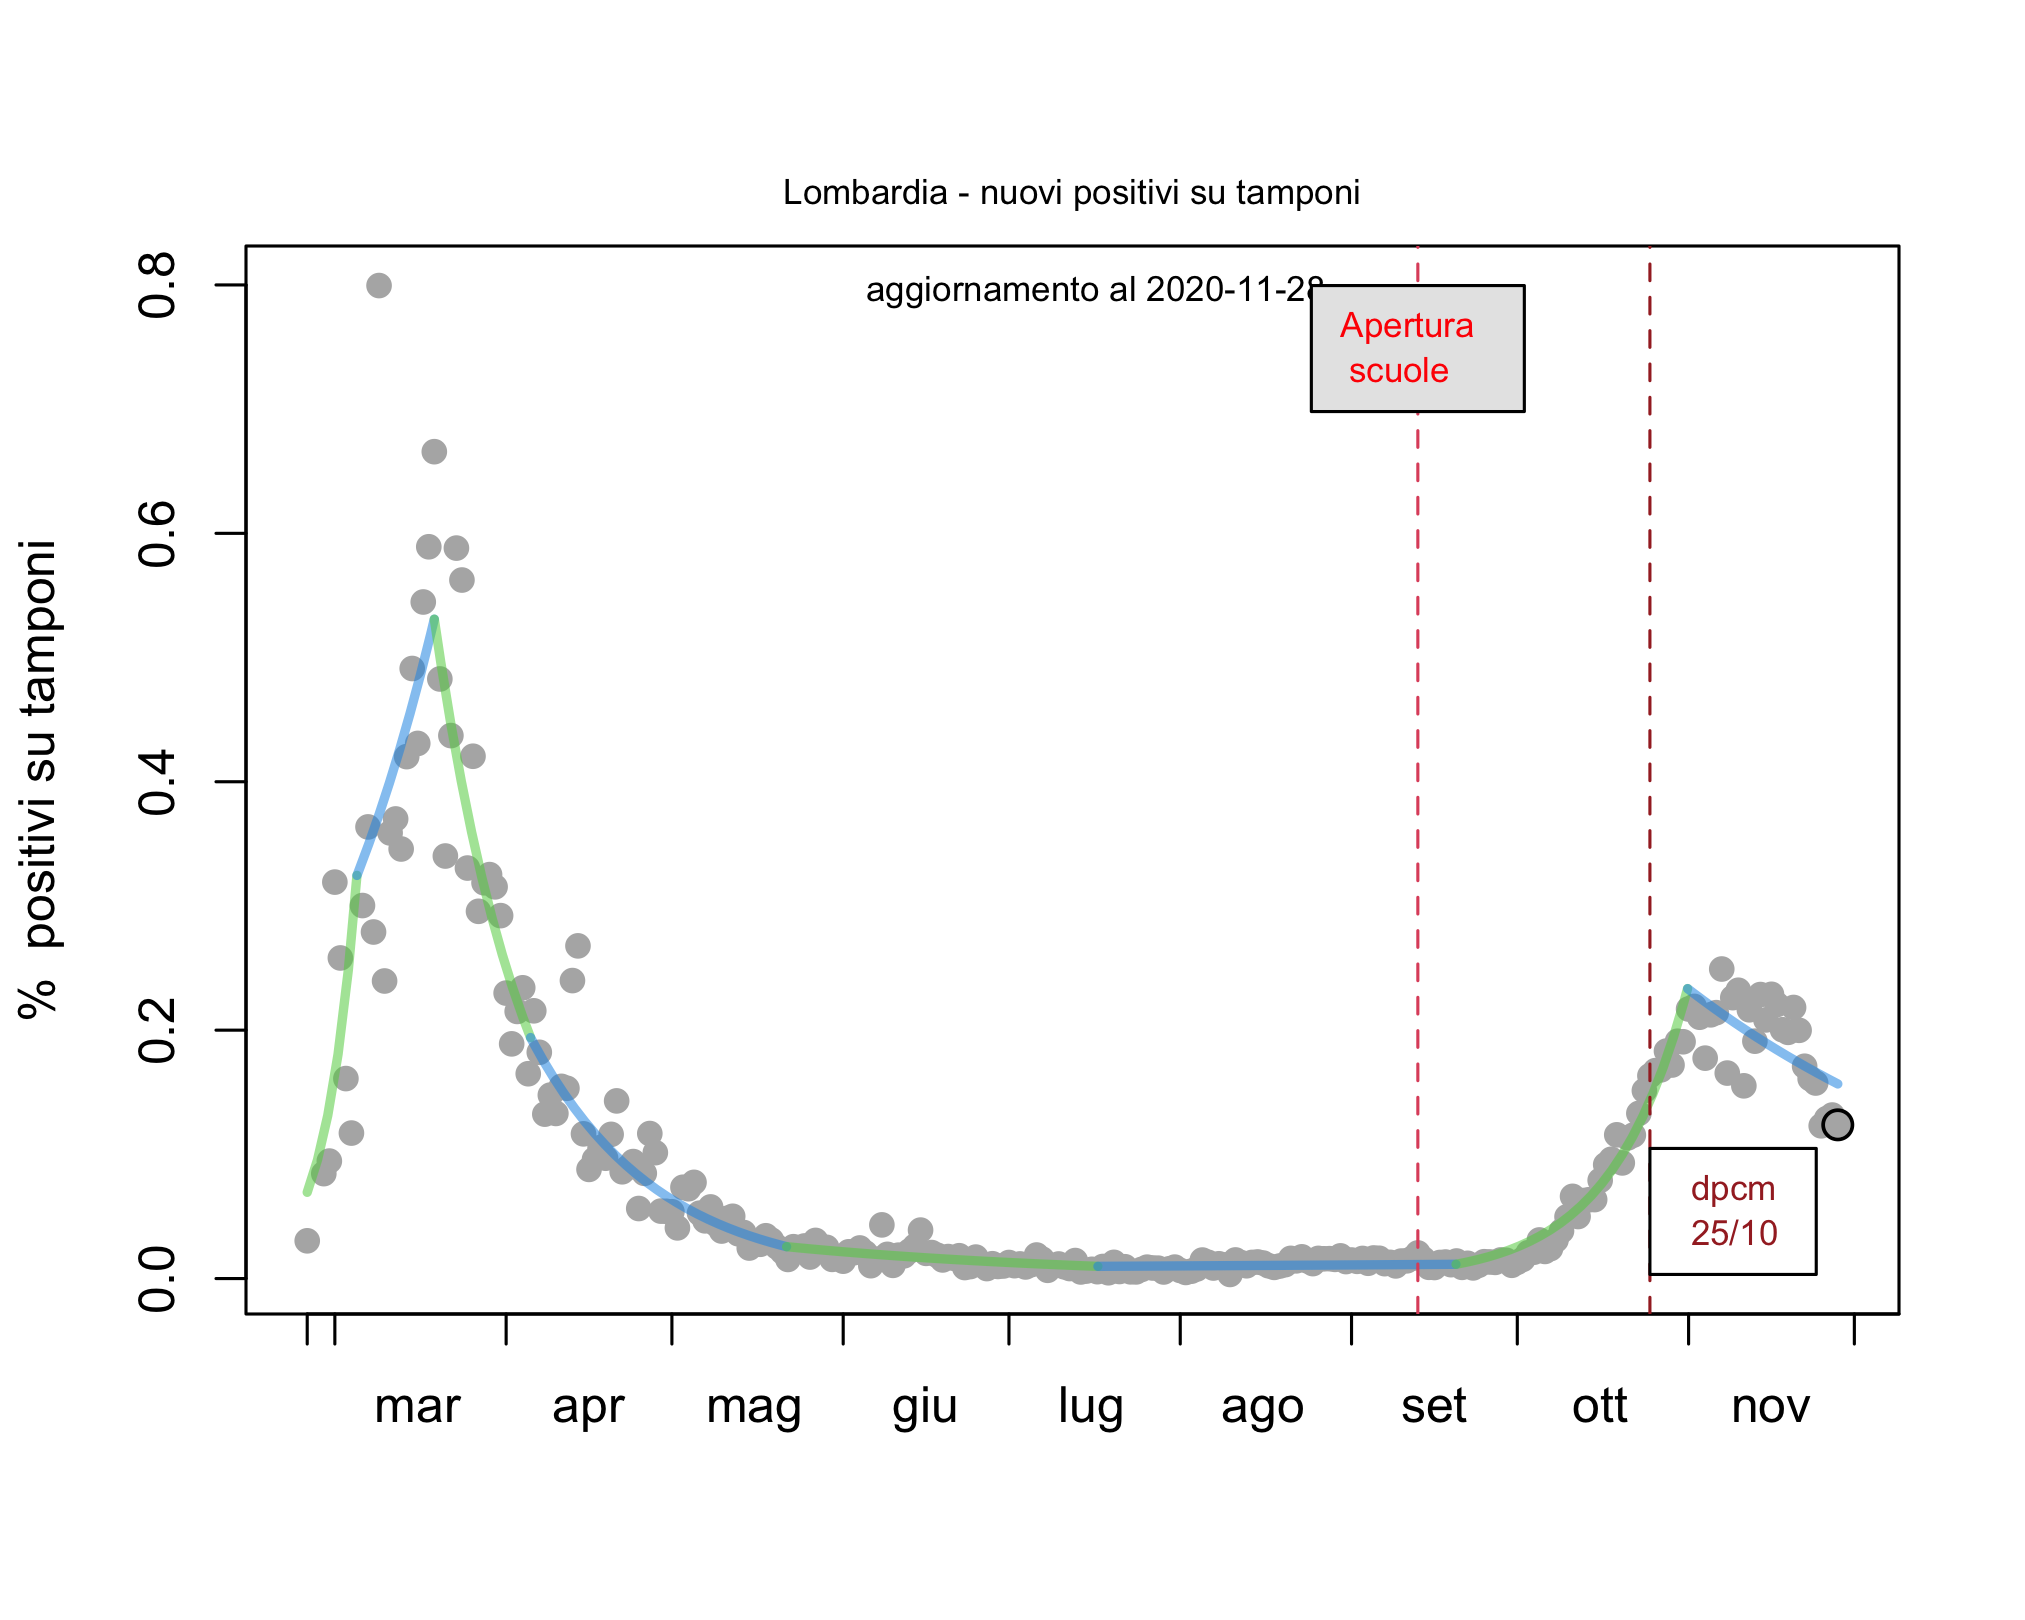 Lombardia - nuovi positivi su tamponi
aggiornamento al 2020-11-28
Apertura
scuole
% positivi su tamponi
0.8
0.6
0.4
0.2
0.0
dpcm
25/10
mar apr mag giu lug ago set ott nov